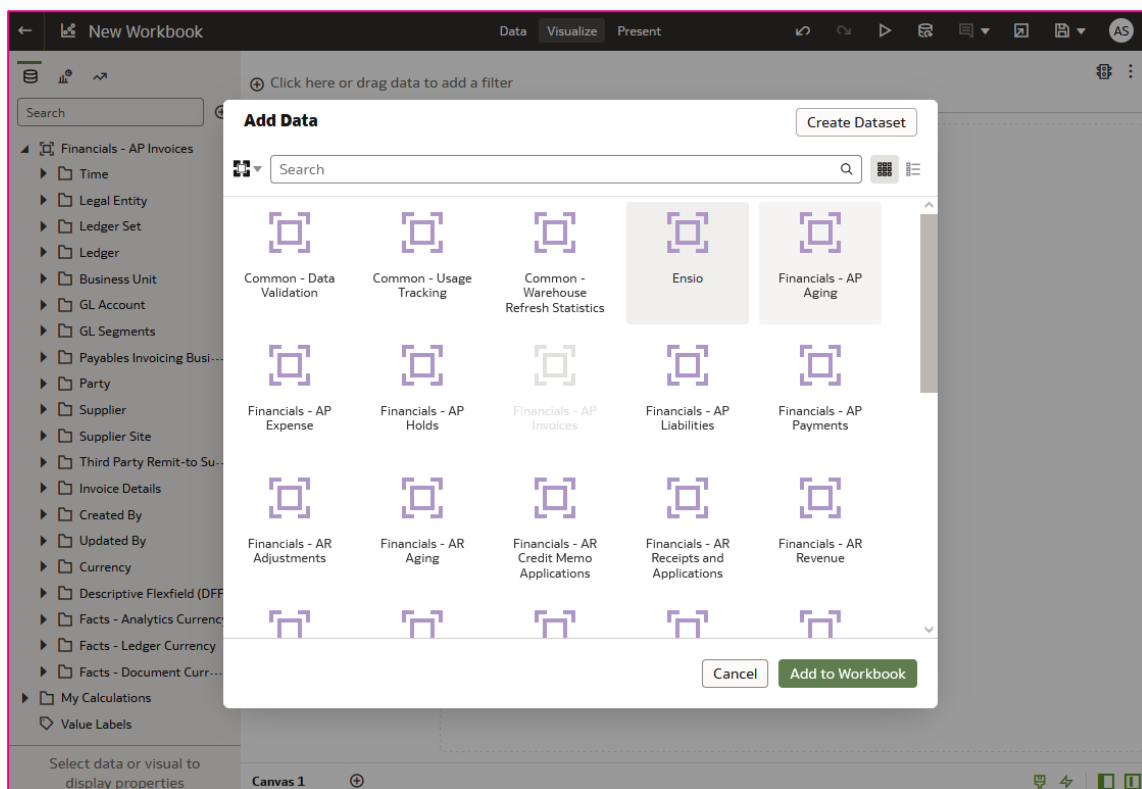 New Workbook
Data
Visualize
Present
AS
Click here or drag data to add a filter
Search
Financials - AP Invoices
Time
Legal Entity
Ledger Set
Ledger
Business Unit
GL Account
GL Segments
Payables Invoicing Busi...
Party
Supplier
Supplier Site
Third Party Remit-to Su...
Invoice Details
Created By
Updated By
Currency
Descriptive Flexfield (DFF
Facts - Analytics Currenc
Facts - Ledger Currency
Facts - Document Curr...
My Calculations
Value Labels
Select data or visual to
display properties
Add Data
Create Dataset
Search
Common - Data
Validation
Common - Usage
Tracking
Common -
Warehouse
Refresh Statistics
Ensio
Financials - AP
Aging
Financials - AP
Expense
Financials - AP
Holds
Financials - AP
Invoices
Financials - AP
Liabilities
Financials - AP
Payments
Financials - AR
Adjustments
Financials - AR
Aging
Financials - AR
Credit Memo
Applications
Financials - AR
Receipts and
Applications
Financials - AR
Revenue
Cancel
Add to Workbook
Canvas 1